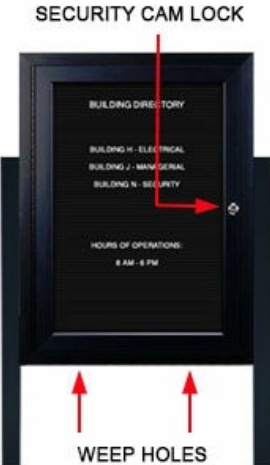 SECURITY CAM LOCK
BUILDING DIRECTORY
BUILDING H - ELECTRICAL
BUILDING J - MANAGERIAL
BUILDING N - SECURITY
HOURS OF OPERATIONS:
8 AM - 6 PM
WEEP HOLES